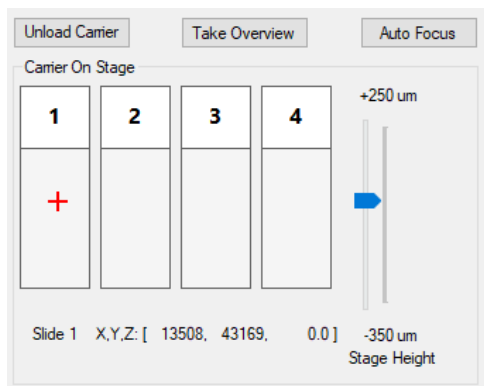 Unload Carrier Take Overview Auto Focus
Carrier On Stage
+250 um
1 2 3 4
Slide 1 X,Y,Z: [ 13508, 43169, 0.0 ] -350 um
Stage Height